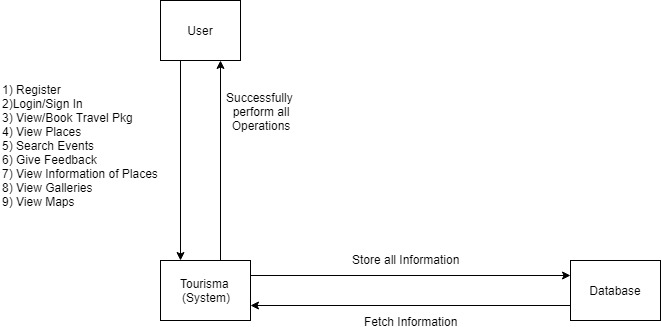 User
1) Register
2)Login/Sign In
3) View/Book Travel Pkg
4) View Places
5) Search Events
6) Give Feedback
7) View Information of Places
8) View Galleries
9) View Maps
Successfully
perform all
Operations
Tourisma
(System)
Store all Information
Fetch Information
Database